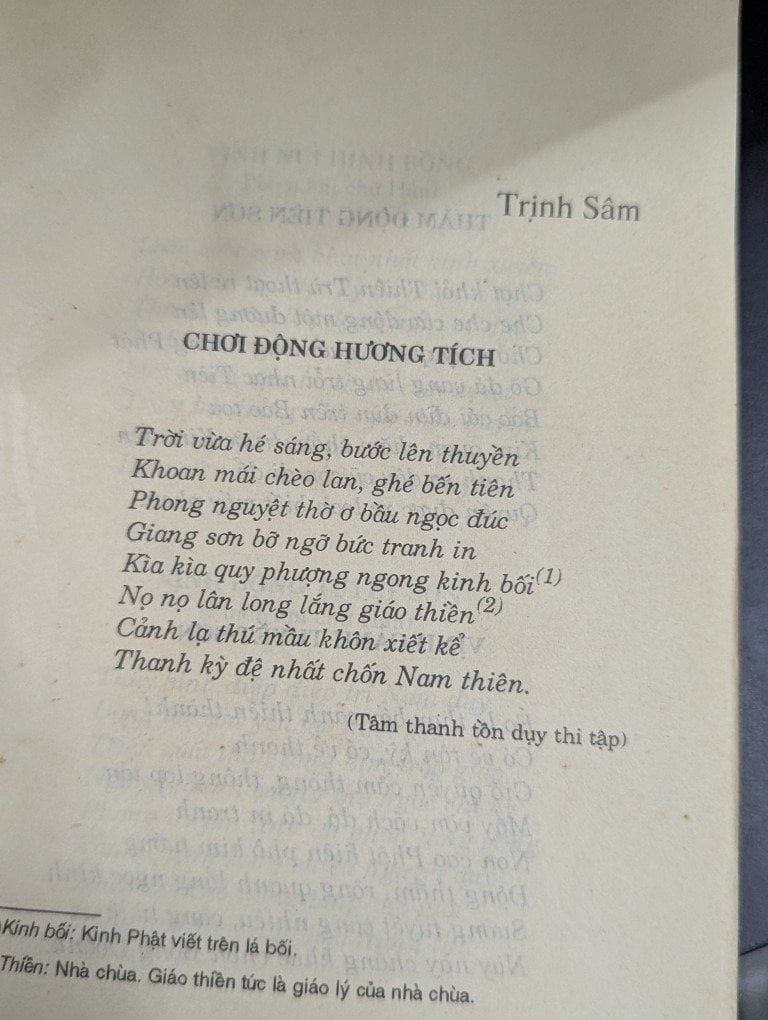 Trịnh Sâm
CHƠI ĐỘNG HƯƠNG TÍCH
Trời vừa hé sáng, bước lên thuyền
Khoan mái chèo lan, ghé bến tiên
Phong nguyệt thờ ơ bầu ngọc đúc
Giang sơn bỡ ngỡ bức tranh in
Kìa kìa quy phượng ngong kinh bối(1)
Nọ nọ lân long lắng giáo thiền(2)
Cảnh lạ thú mầu khôn xiết kể
Thanh kỳ đệ nhất chốn Nam thiên.
(Tâm thanh tồn dụy thi tập)
Kinh bối: Kinh Phật viết trên lá bối.
Thiền: Nhà chùa. Giáo thiền tức là giáo lý của nhà chùa.